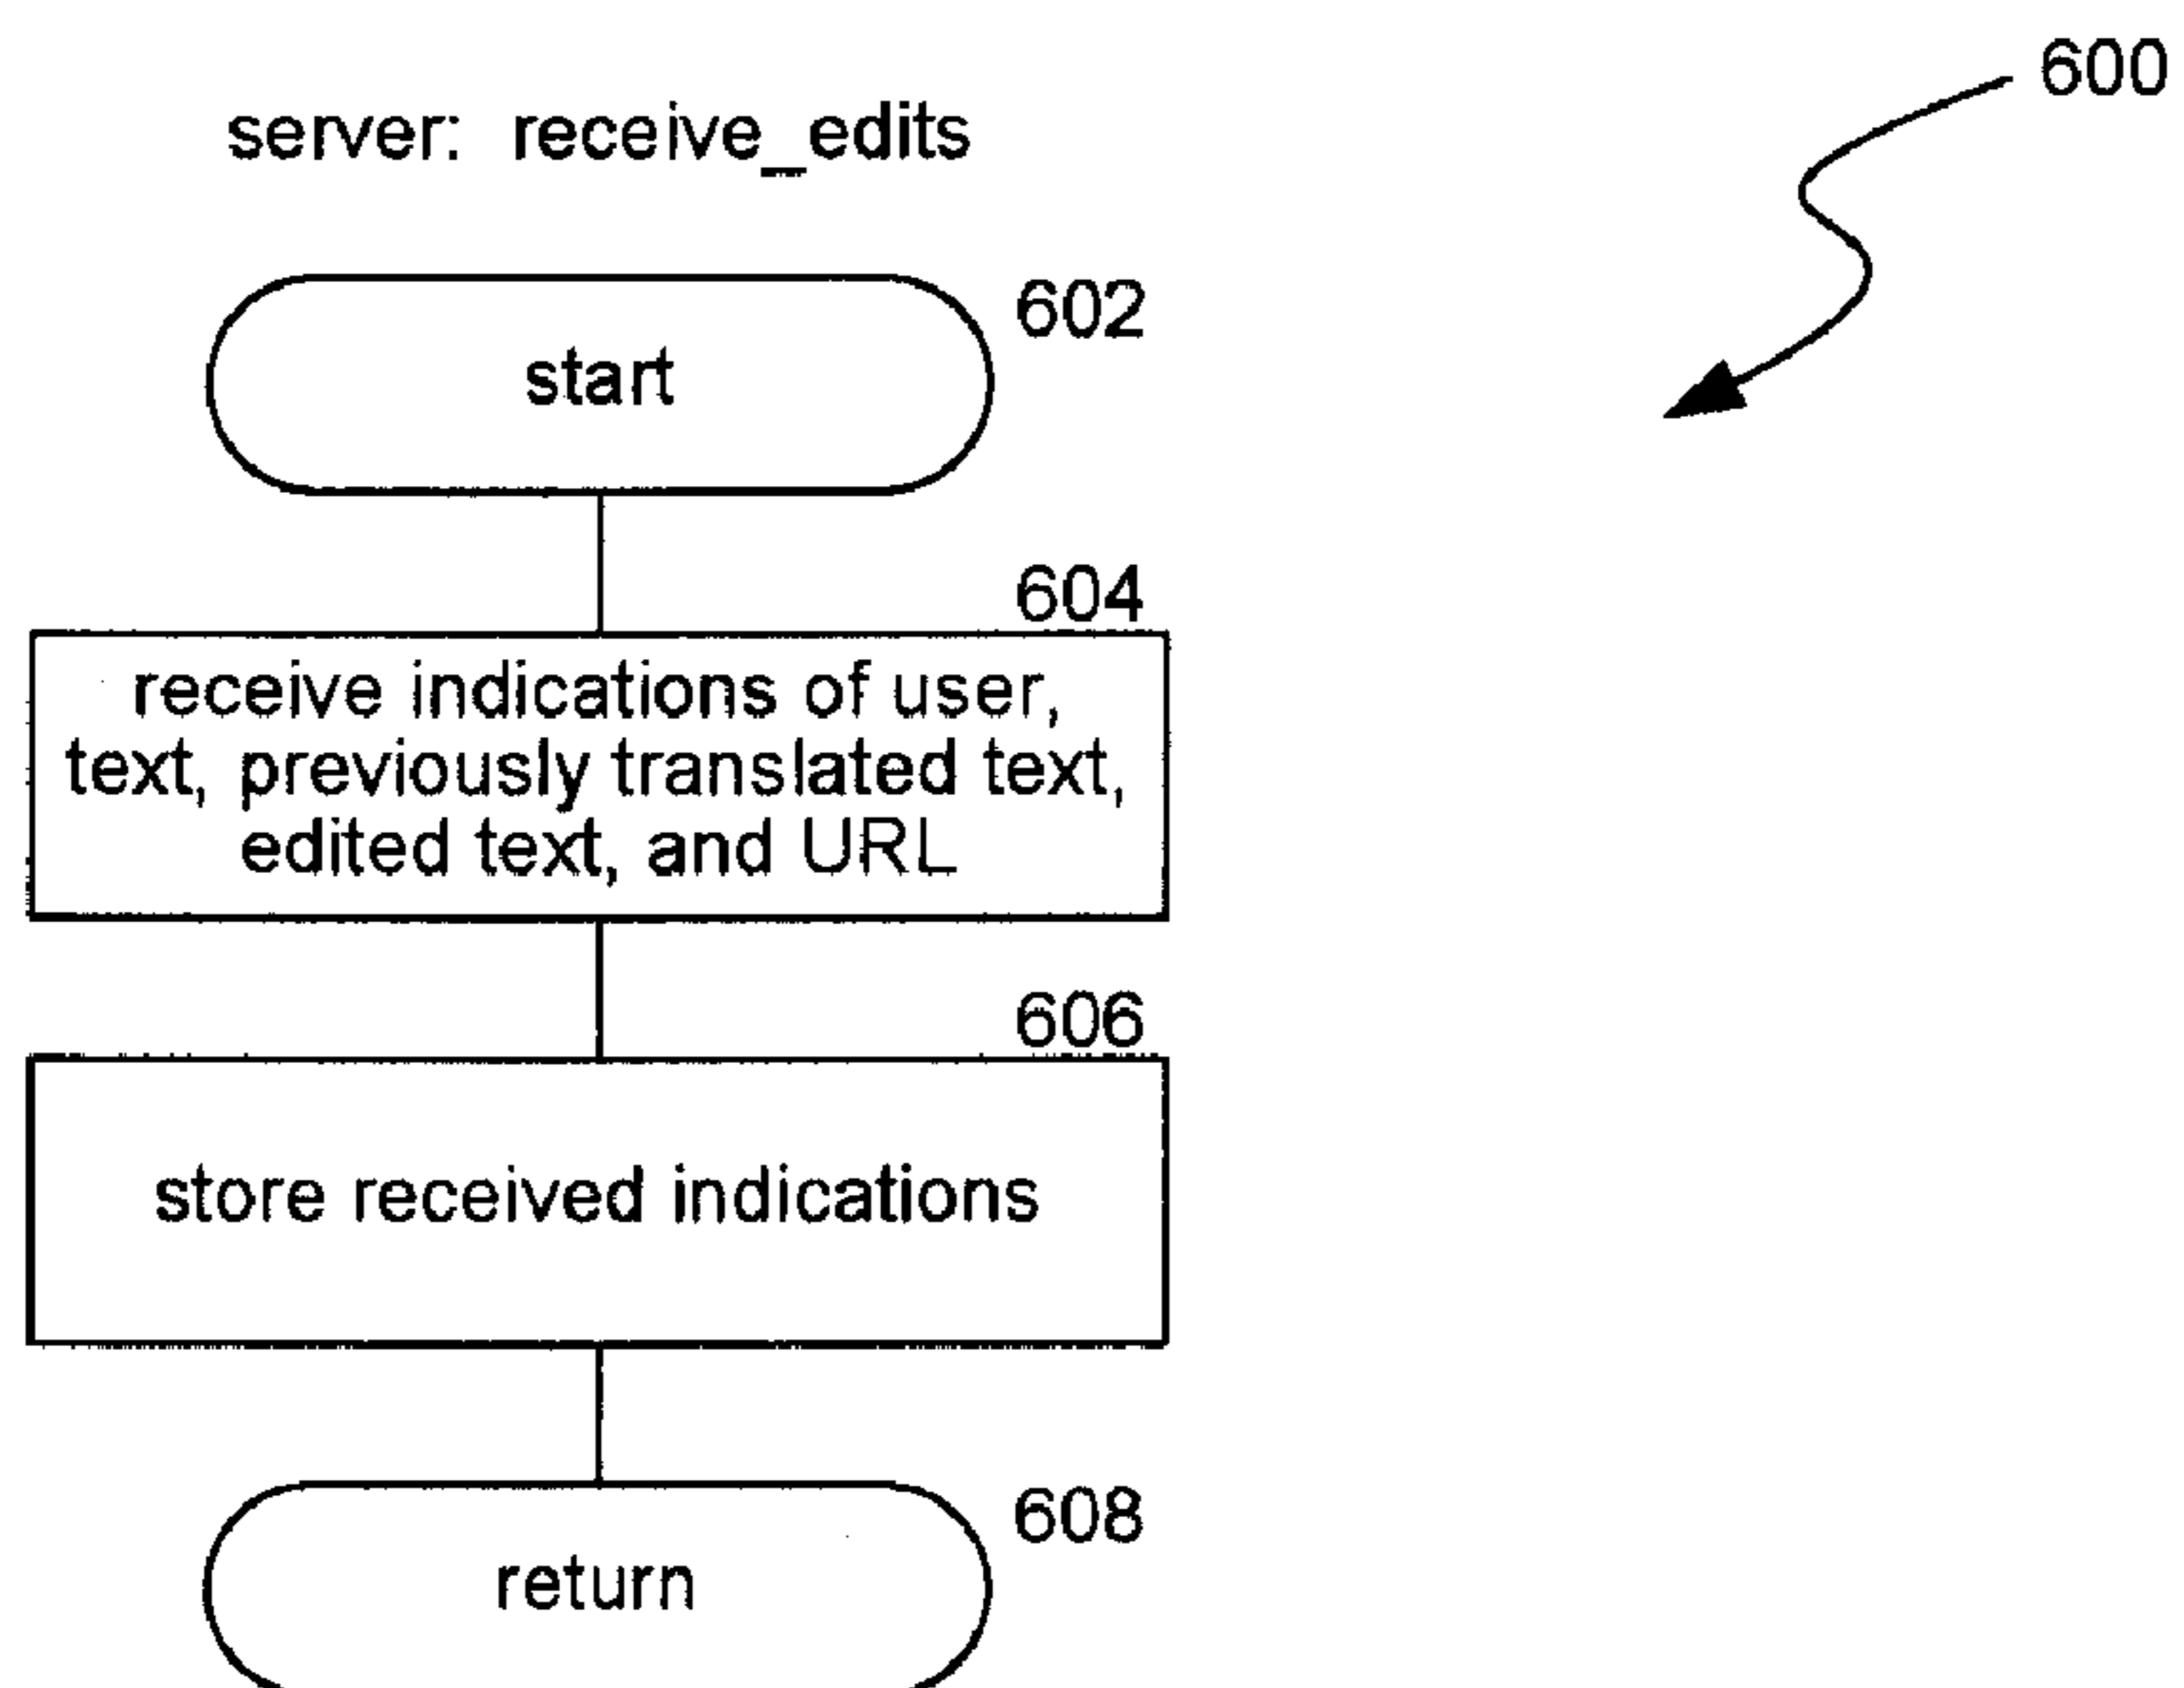 600
server: receive_edits
602
start
604
receive indications of user,
text, previously translated text,
edited text, and URL
606
store received indications
608
return